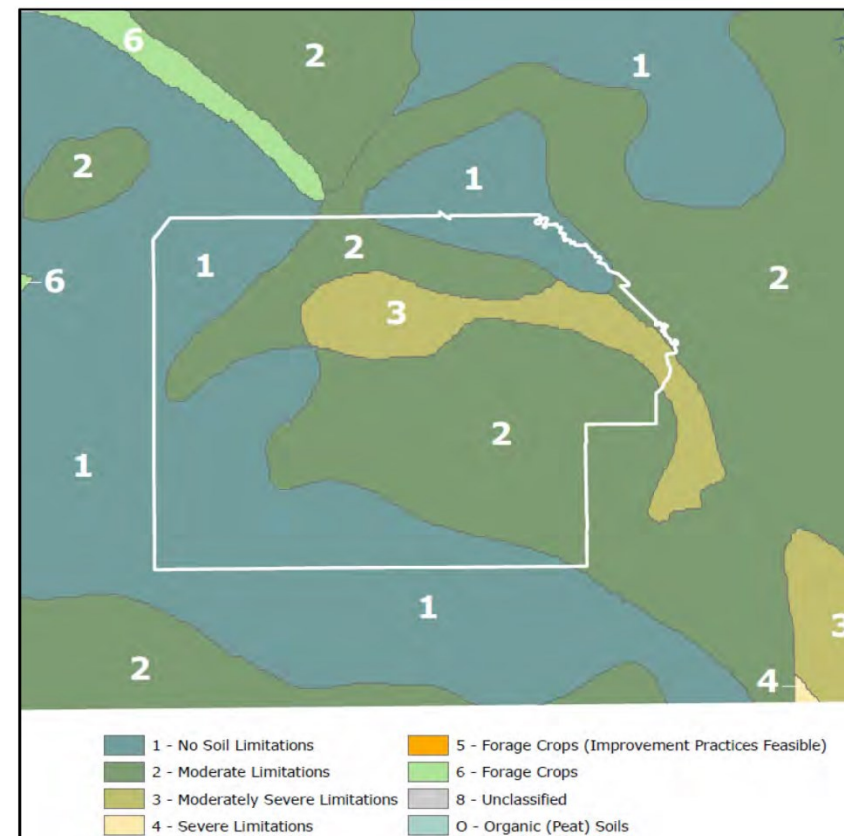 6
2
1
2
1
2
1
6
2
3
2
1
1
3
2
4
1 - No Soil Limitations
2 - Moderate Limitations
3 - Moderately Severe Limitations
4 - Severe Limitations
5 - Forage Crops (Improvement Practices Feasible)
6 - Forage Crops
8 - Unclassified
O - Organic (Peat) Soils